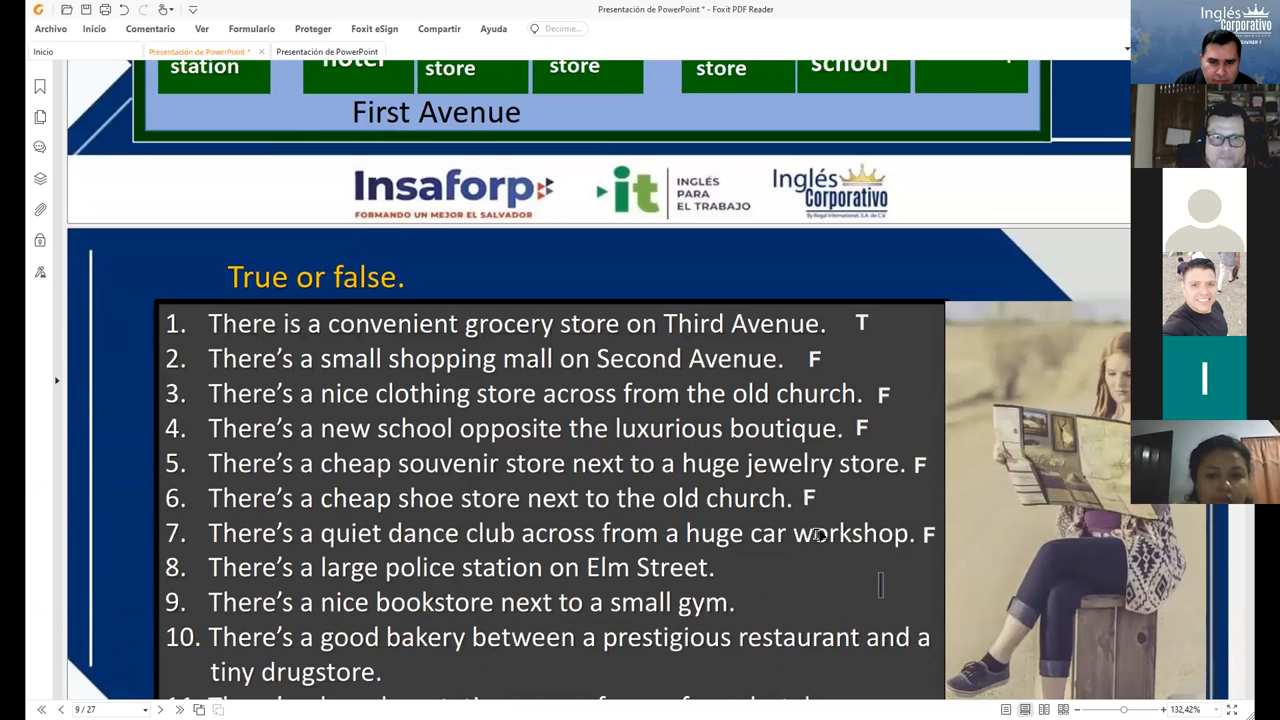 Presentación de PowerPoint * - Foxit PDF Reader
Archivo Inicio Comentario Ver Formulario Proteger Foxit eSign Compartir Ayuda Decirme...
Inicio Presentación de PowerPoint * Presentación de PowerPoint
station hotel store store store school
First Avenue
Insaforp
FORMANDO UN MEJOR EL SALVADOR
it
INGLÉS
PARA
EL TRABAJO
Inglés
Corporativo
By Regal International, S.A. de C.V.
True or false.
1. There is a convenient grocery store on Third Avenue. T
2. There's a small shopping mall on Second Avenue. F
3. There's a nice clothing store across from the old church. F
4. There's a new school opposite the luxurious boutique. F
5. There's a cheap souvenir store next to a huge jewelry store. F
6. There's a cheap shoe store next to the old church. F
7. There's a quiet dance club across from a huge car workshop. F
8. There's a large police station on Elm Street.
9. There's a nice bookstore next to a small gym.
10. There's a good bakery between a prestigious restaurant and a
tiny drugstore.
9 / 27
132,42%
Inglés
Corporativo
I